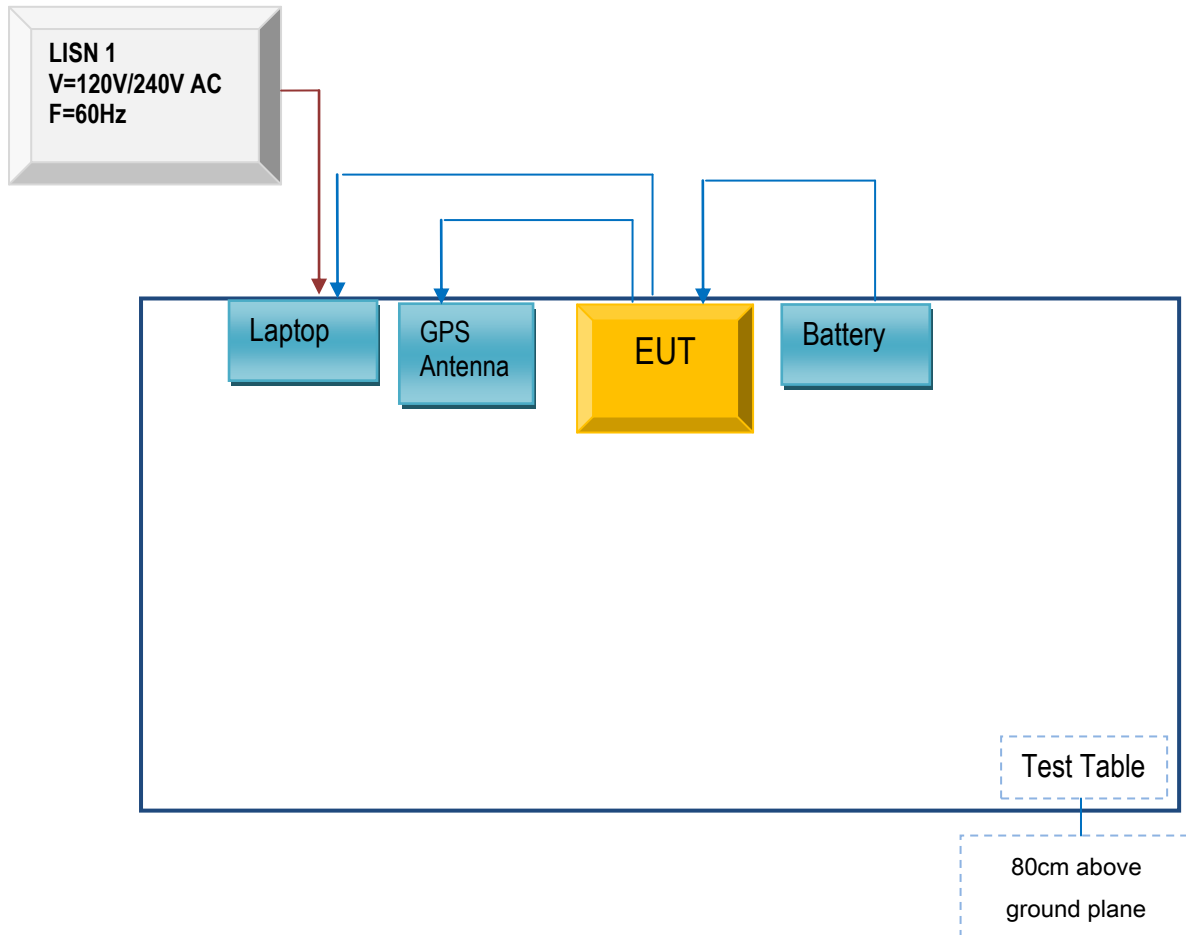 LISN 1
V=120V/240V AC
F=60Hz
Laptop
GPS
Antenna
EUT
Battery
Test Table
80cm above
ground plane